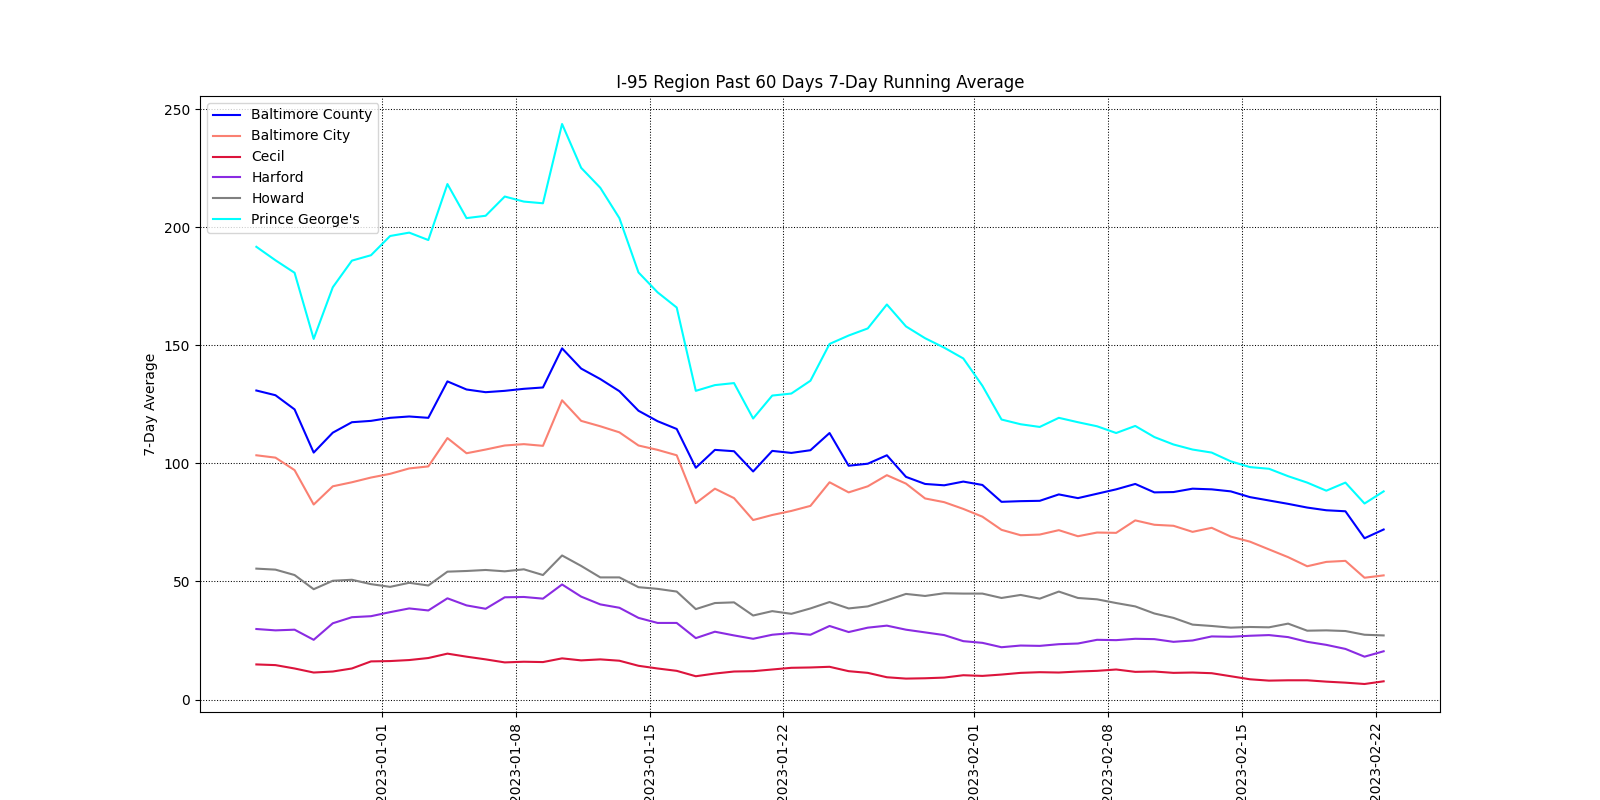 I-95 Region Past 60 Days 7-Day Running Average
250
200
150
100
50
0
7-Day Average
Baltimore County
Baltimore City
Cecil
Harford
Howard
Prince George's
2023-01-01
2023-01-08
2023-01-15
2023-01-22
2023-02-01
2023-02-08
2023-02-15
2023-02-22